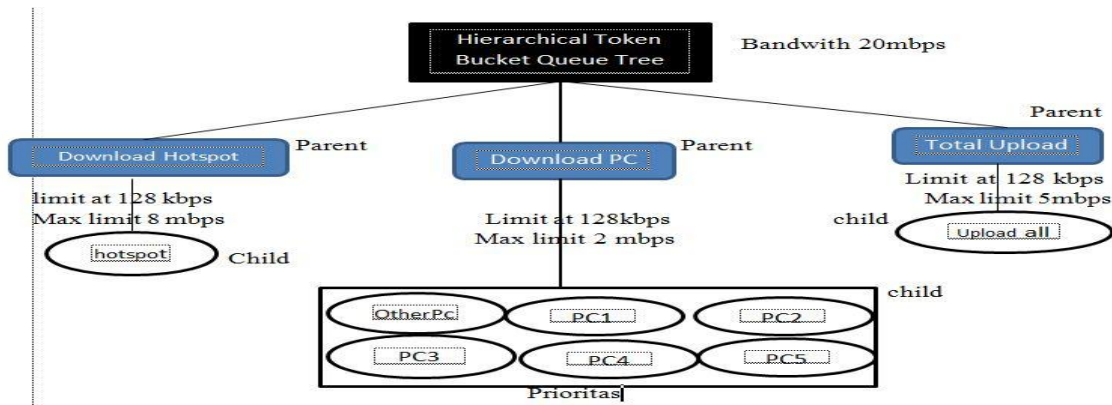 Hierarchical Token
Bucket Queue Tree
Bandwith 20mbps
Parent
Download Hotspot
Parent
Download PC
Parent
Total Upload
limit at 128 kbps
Max limit 8 mbps
Limit at 128kbps
Max limit 2 mbps
Limit at 128 kbps
Max limit 5mbps
hotspot
Child
child
Upload all
child
OtherPc
PC1
PC2
PC3
PC4
PC5
Prioritas